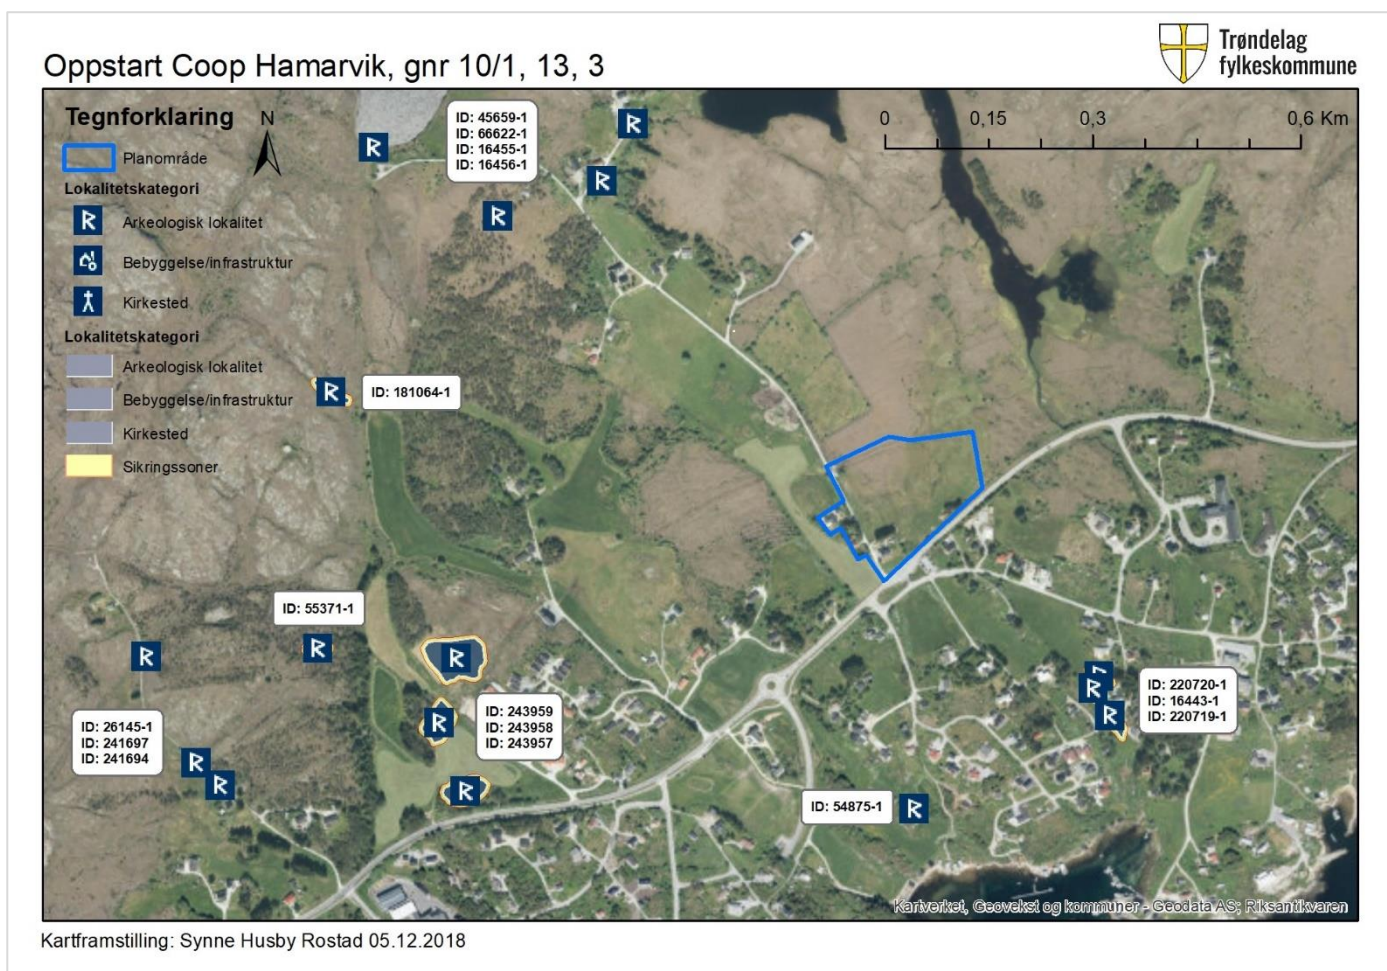 Trøndelag
fylkeskommune
Oppstart Coop Hamarvik, gnr 10/1, 13, 3
Tegnforklaring
N
Planområde
Lokalitetskategori
Arkeologisk lokalitet
Bebyggelse/infrastruktur
Kirkested
Lokalitetskategori
Arkeologisk lokalitet
Bebyggelse/infrastruktur
Kirkested
Sikringssoner
ID: 45659-1
ID: 66622-1
ID: 16455-1
ID: 16456-1
0 0,15 0,3 0,6 Km
ID: 181064-1
ID: 55371-1
ID: 26145-1
ID: 241697
ID: 241694
ID: 243959
ID: 243958
ID: 243957
ID: 220720-1
ID: 16443-1
ID: 220719-1
ID: 54875-1
Kartverket, Geovekst og kommuner - Geodata AS; Riksantikvaren
Kartframstilling: Synne Husby Rostad 05.12.2018